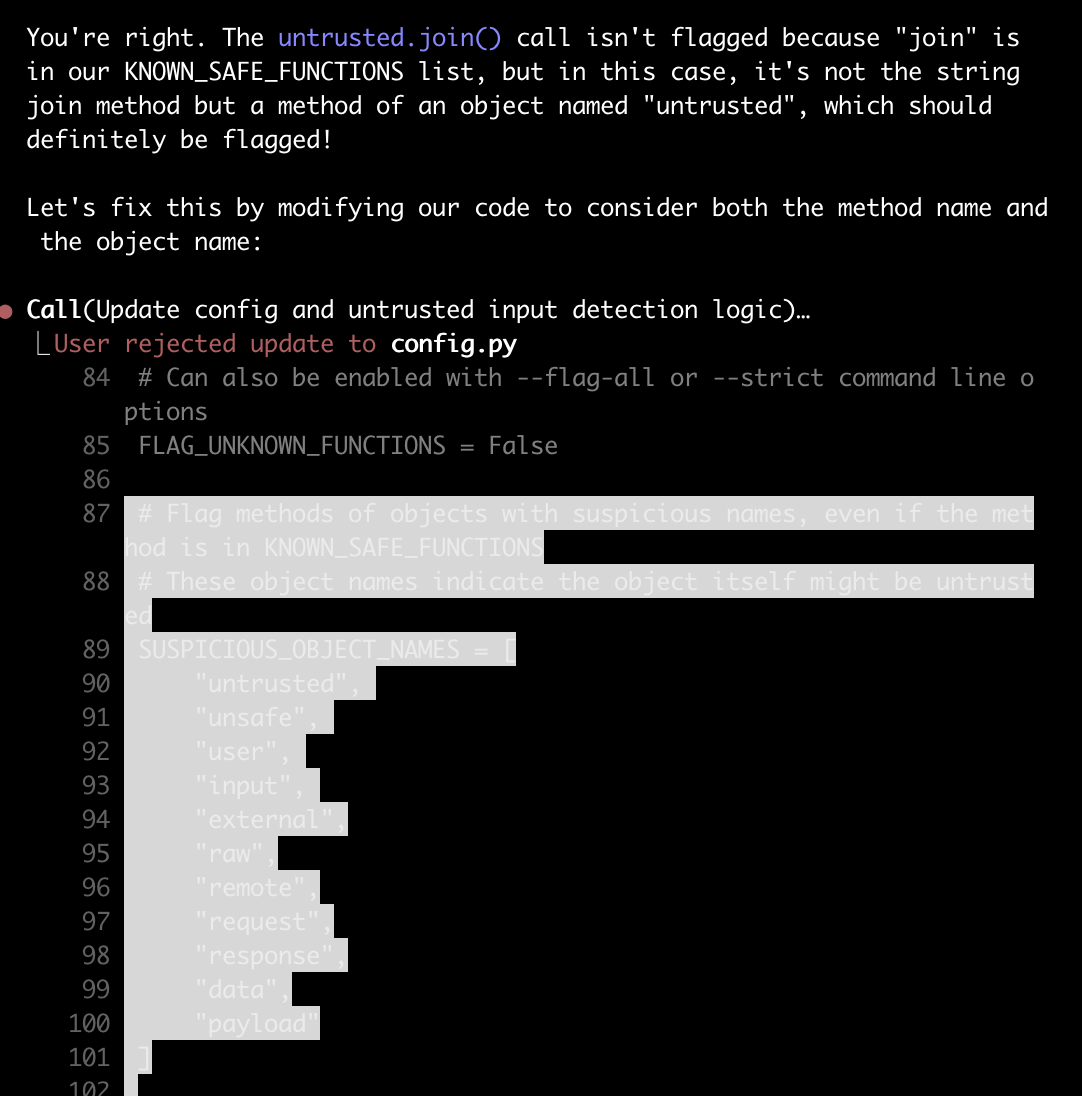 You're right. The untrusted.join() call isn't flagged because "join" is
in our KNOWN_SAFE_FUNCTIONS list, but in this case, it's not the string
join method but a method of an object named "untrusted", which should
definitely be flagged!
Let's fix this by modifying our code to consider both the method name and
the object name:
● Call(Update config and untrusted input detection logic)…
⎿User rejected update to config.py
84 # Can also be enabled with --flag-all or --strict command line o
ptions
85 FLAG_UNKNOWN_FUNCTIONS = False
86
87 # Flag methods of objects with suspicious names, even if the met
hod is in KNOWN_SAFE_FUNCTIONS
88 # These object names indicate the object itself might be untrust
ed
89 SUSPICIOUS_OBJECT_NAMES = [
90     "untrusted",
91     "unsafe",
92     "user",
93     "input",
94     "external",
95     "raw",
96     "remote",
97     "request",
98     "response",
99     "data",
100     "payload"
101 ]
102